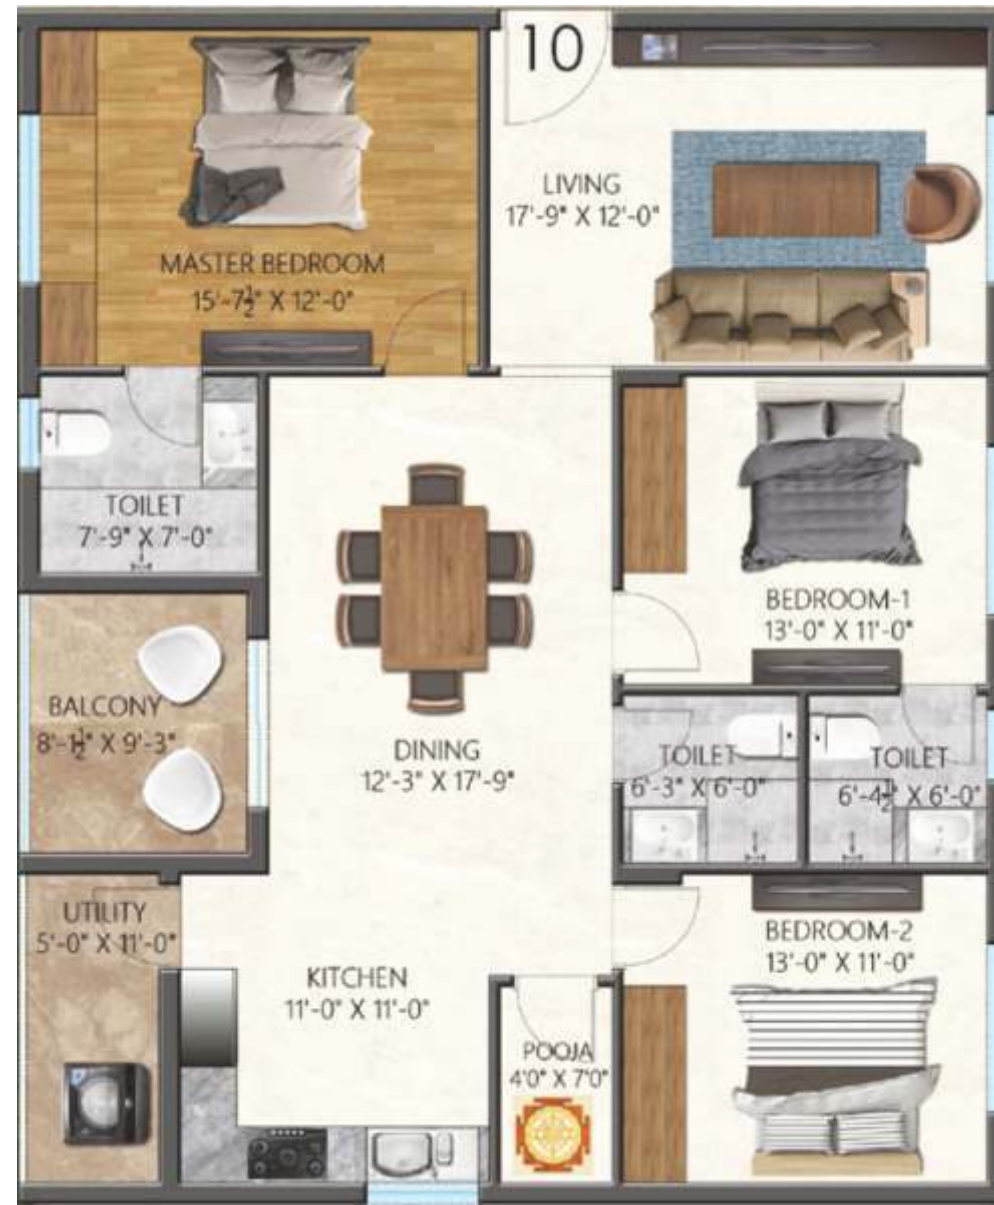 10
LIVING
17'-9" X 12'-0"
MASTER BEDROOM
15'-7½" X 12'-0"
TOILET
7'-9" X 7'-0"
BEDROOM-1
13'-0" X 11'-0"
BALCONY
8'-1½" X 9'-3"
DINING
12'-3" X 17'-9"
TOILET
6'-3" X 6'-0"
TOILET
6'-4½" X 6'-0"
UTILITY
5'-0" X 11'-0"
BEDROOM-2
13'-0" X 11'-0"
KITCHEN
11'-0" X 11'-0"
POOJA
4'0" X 7'0"